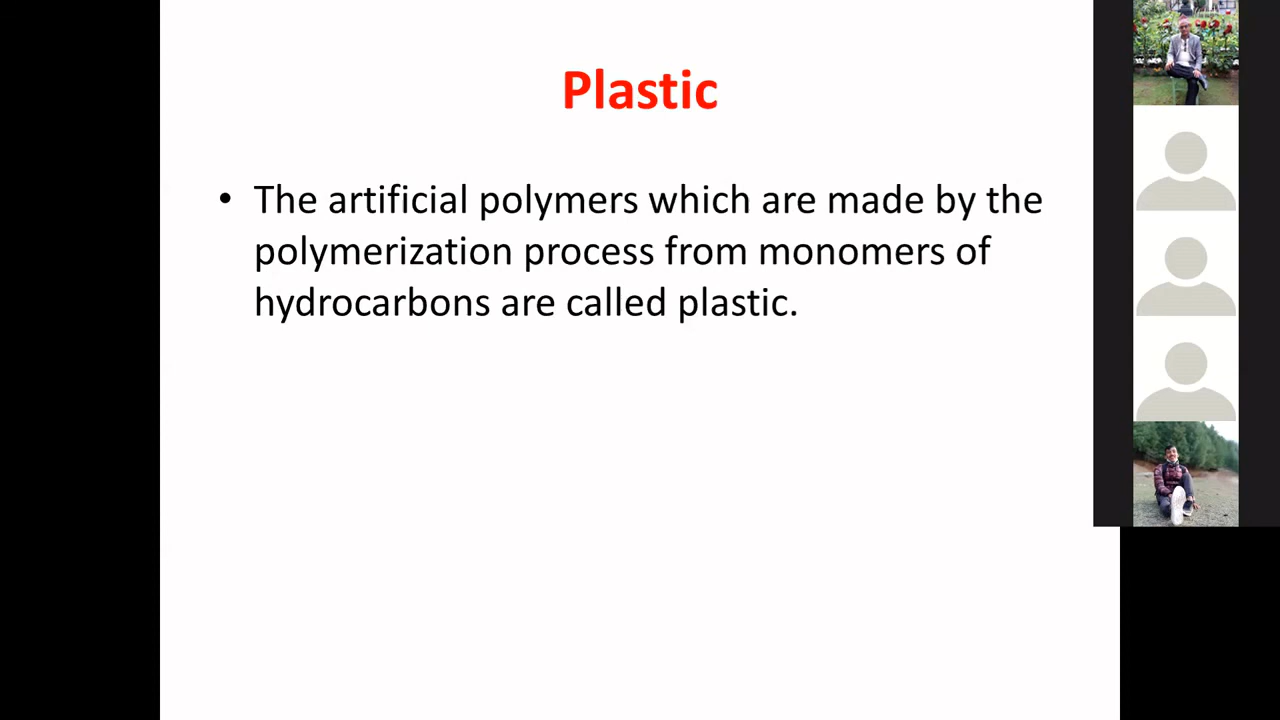 Plastic
• The artificial polymers which are made by the
polymerization process from monomers of
hydrocarbons are called plastic.